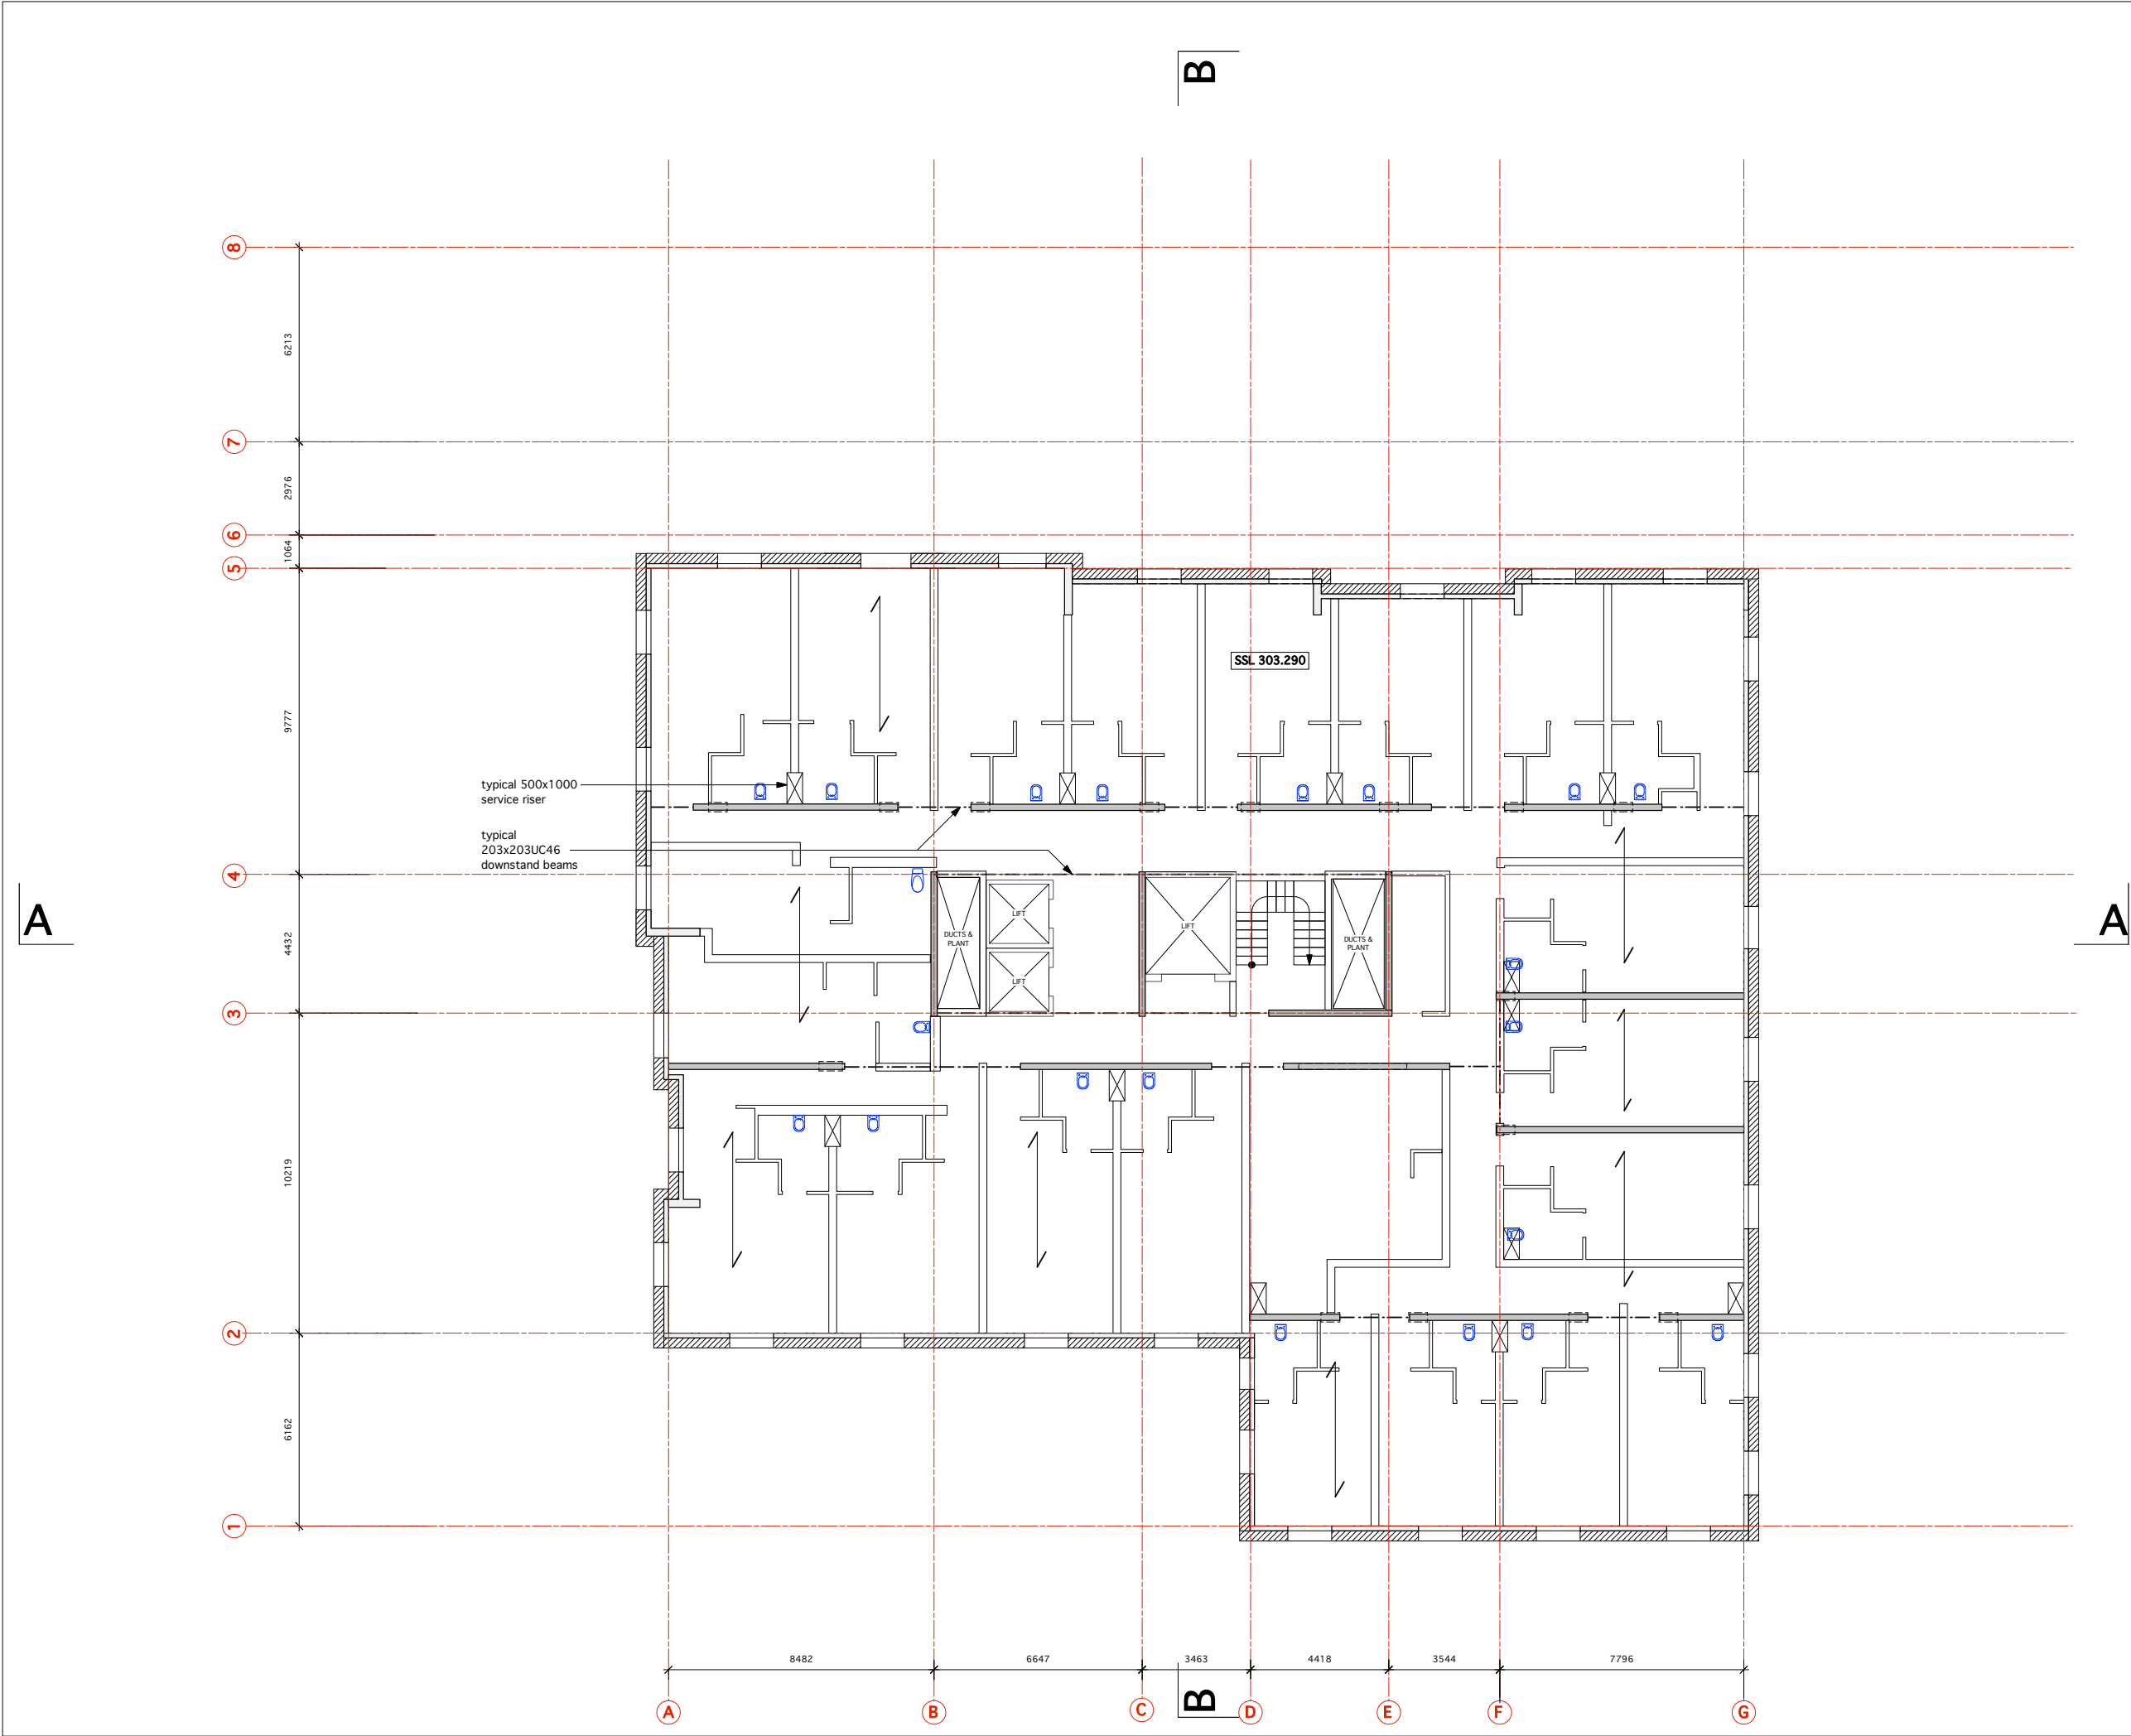 B
8
6213
7
2976
6
1064
5
SSL 303.290
9777
typical 500x1000
service riser
typical
203x203UC46
downstand beams
4
A
A
4432
DUCTS &
PLANT
LIFT
LIFT
LIFT
DUCTS &
PLANT
3
10219
2
6162
1
8482
6647
3463
4418
3544
7796
A
B
C
B
D
E
F
G